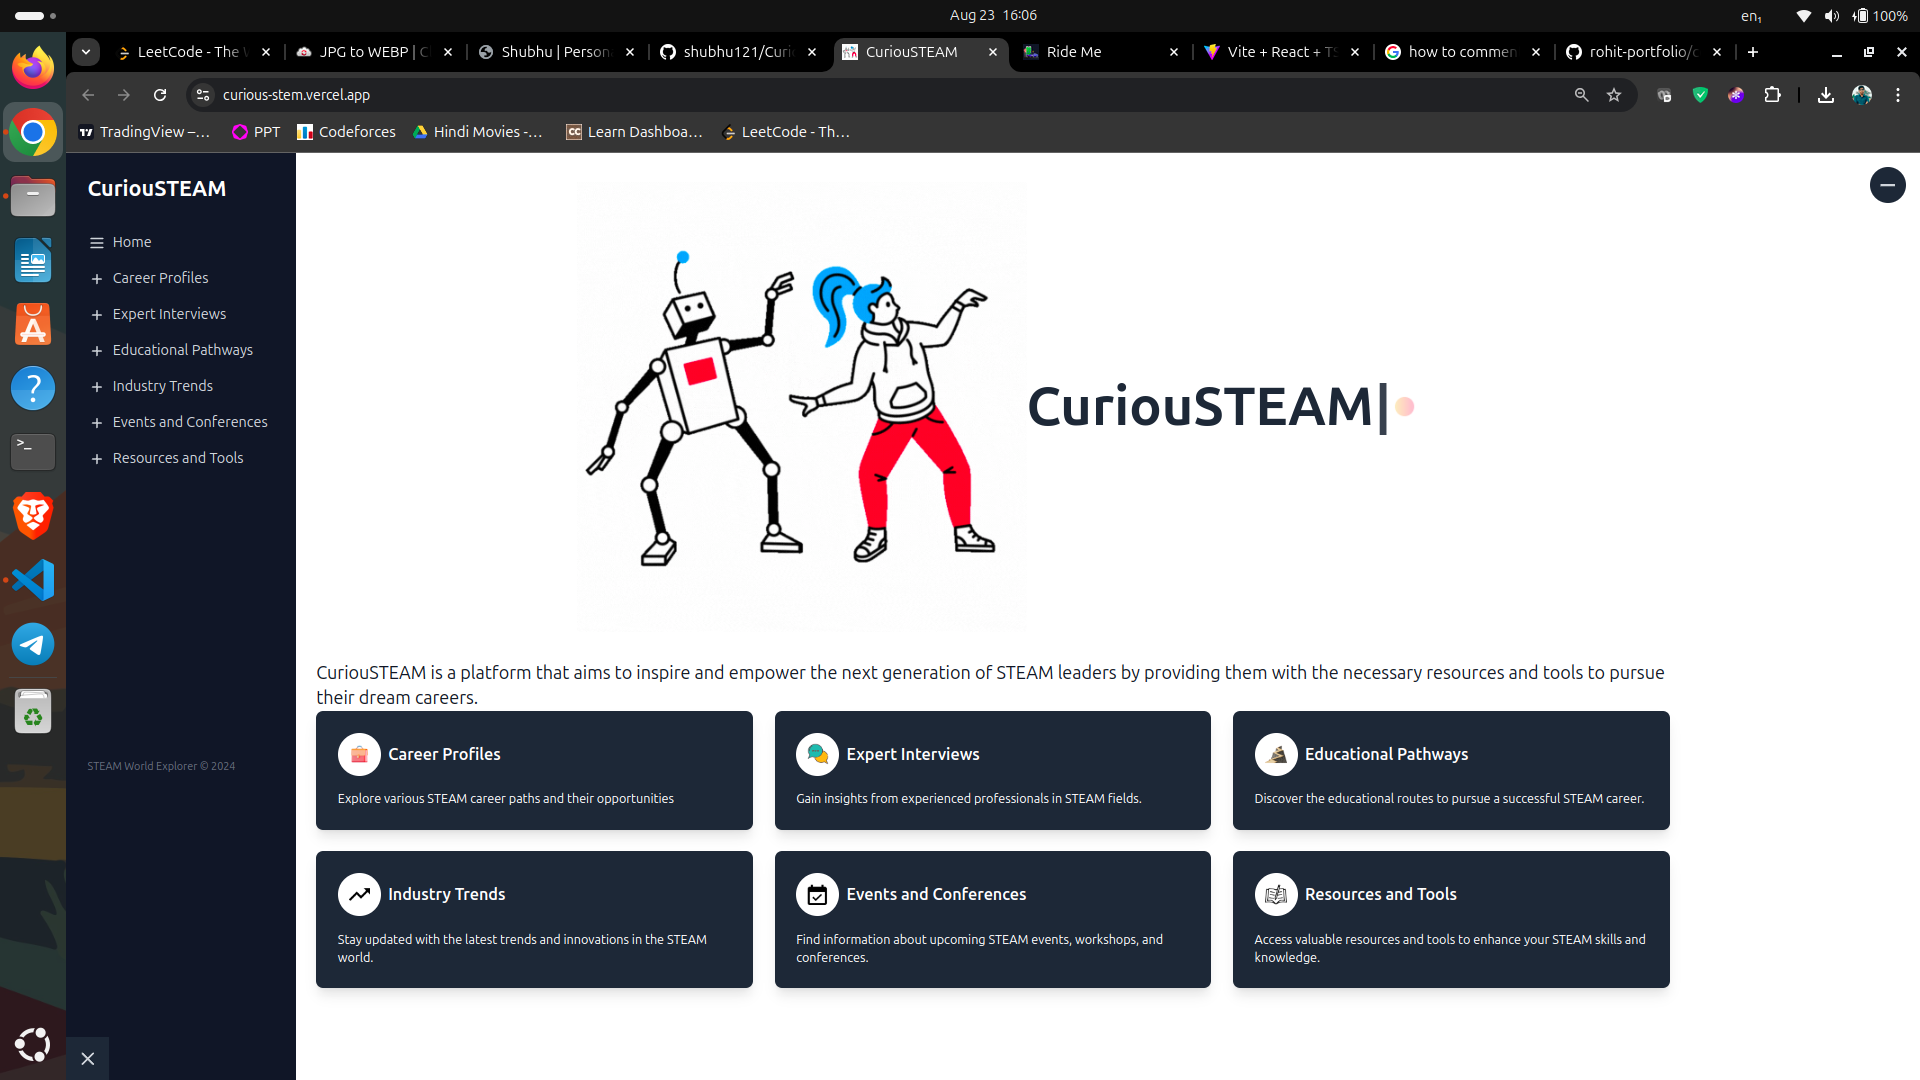 Aug 23 16:06
en₁
100%
LeetCode - The W
JPG to WEBP | Cl
Shubhu | Person
shubhu121/Curio
CuriouSTEAM
Ride Me
Vite + React + TS
how to commen
rohit-portfolio/c
curious-stem.vercel.app
TradingView –...
PPT
Codeforces
Hindi Movies -...
Learn Dashboa...
LeetCode - Th...
CuriouSTEAM
Home
Career Profiles
Expert Interviews
Educational Pathways
Industry Trends
Events and Conferences
Resources and Tools
STEAM World Explorer © 2024
CuriouSTEAM|
CuriouSTEAM is a platform that aims to inspire and empower the next generation of STEAM leaders by providing them with the necessary resources and tools to pursue
their dream careers.
Career Profiles
Explore various STEAM career paths and their opportunities
Expert Interviews
Gain insights from experienced professionals in STEAM fields.
Educational Pathways
Discover the educational routes to pursue a successful STEAM career.
Industry Trends
Stay updated with the latest trends and innovations in the STEAM
world.
Events and Conferences
Find information about upcoming STEAM events, workshops, and
conferences.
Resources and Tools
Access valuable resources and tools to enhance your STEAM skills and
knowledge.